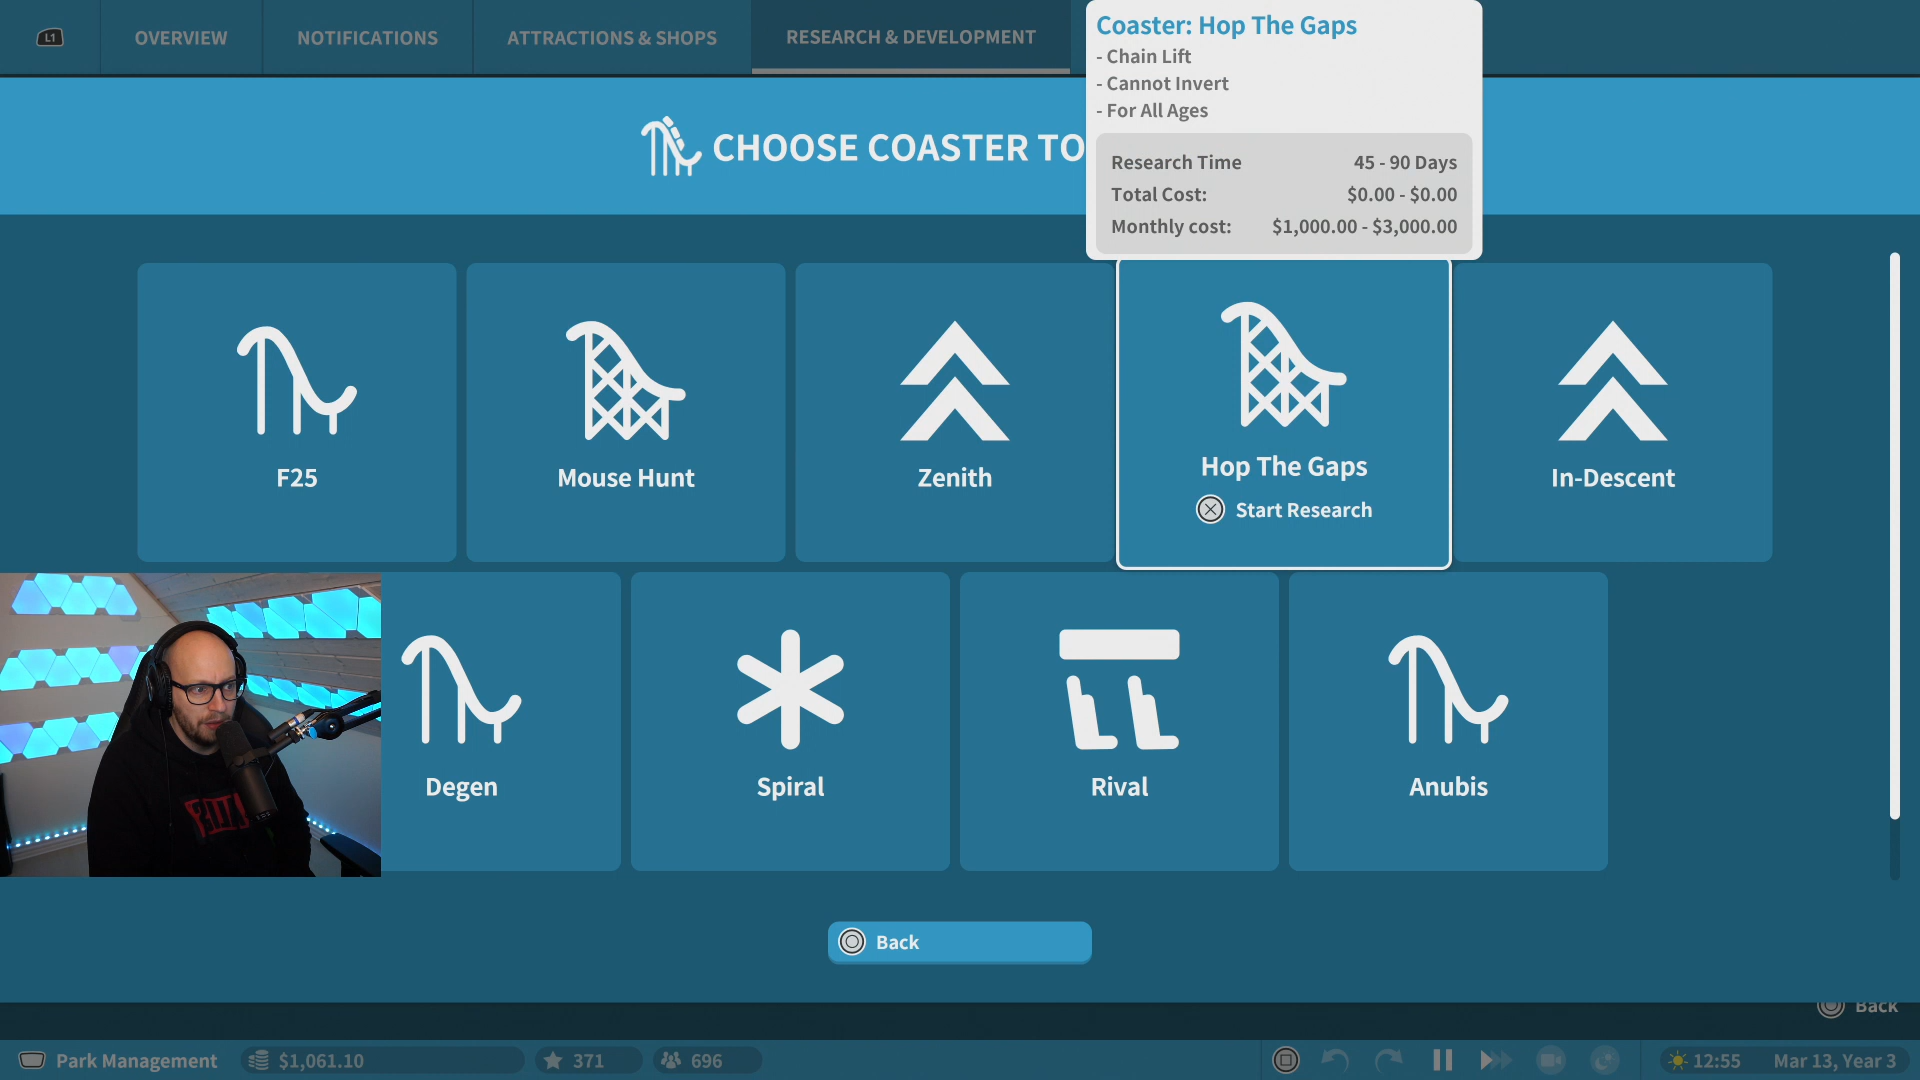 L1
OVERVIEW
NOTIFICATIONS
ATTRACTIONS & SHOPS
RESEARCH & DEVELOPMENT
CHOOSE COASTER TO
Coaster: Hop The Gaps
- Chain Lift
- Cannot Invert
- For All Ages
Research Time 45 - 90 Days
Total Cost: $0.00 - $0.00
Monthly cost: $1,000.00 - $3,000.00
F25
Mouse Hunt
Zenith
Hop The Gaps
Start Research
In-Descent
Degen
Spiral
Rival
Anubis
Back
Back
Park Management
$1,061.10
371
696
12:55
Mar 13, Year 3